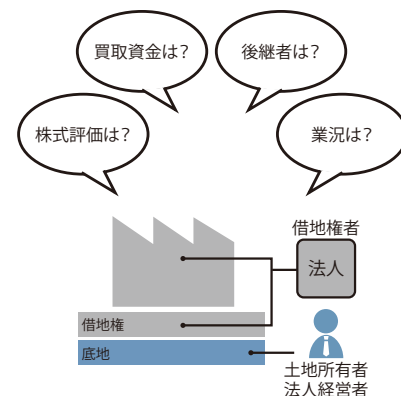 買取資金は?
後継者は?
株式評価は?
業況は?
借地権者
法人
借地権
底地
土地所有者
法人経営者